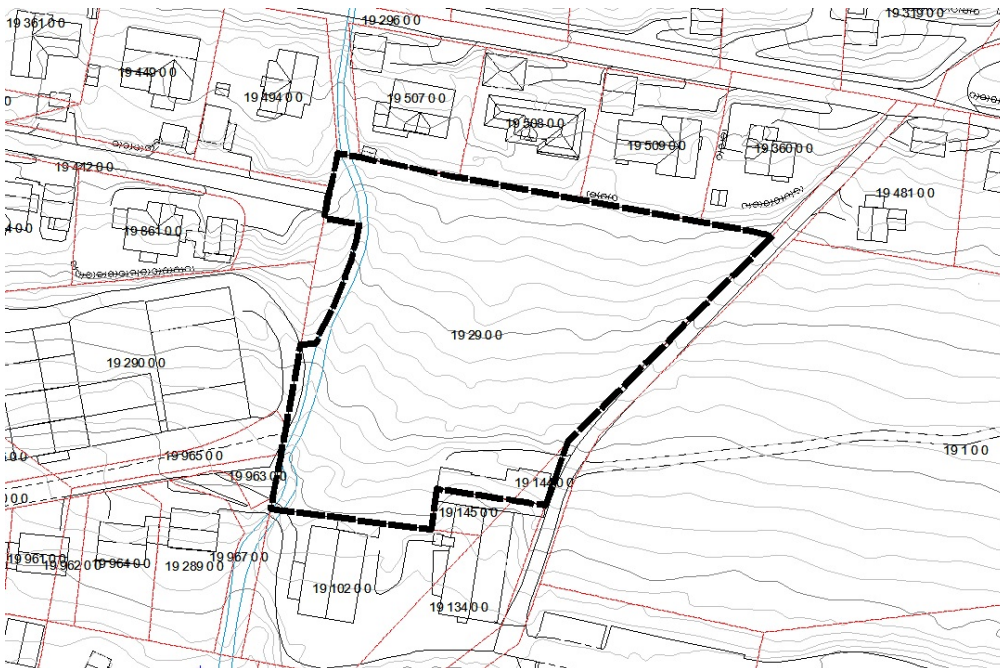 19 361 0 0
19 296 0 0
19 319 0 0
19 449 0 0
19 494 0 0
19 507 0 0
19 508 0 0
19 509 0 0
19 360 0 0
19 412 0 0
19 481 0 0
19 861 0 0
19 29 0 0
19 290 0 0
19 1 0 0
19 965 0 0
19 963 0 0
19 144 0 0
19 145 0 0
19 961 0 0
19 962 0 0
19 964 0 0
19 289 0 0
19 967 0 0
19 102 0 0
19 134 0 0